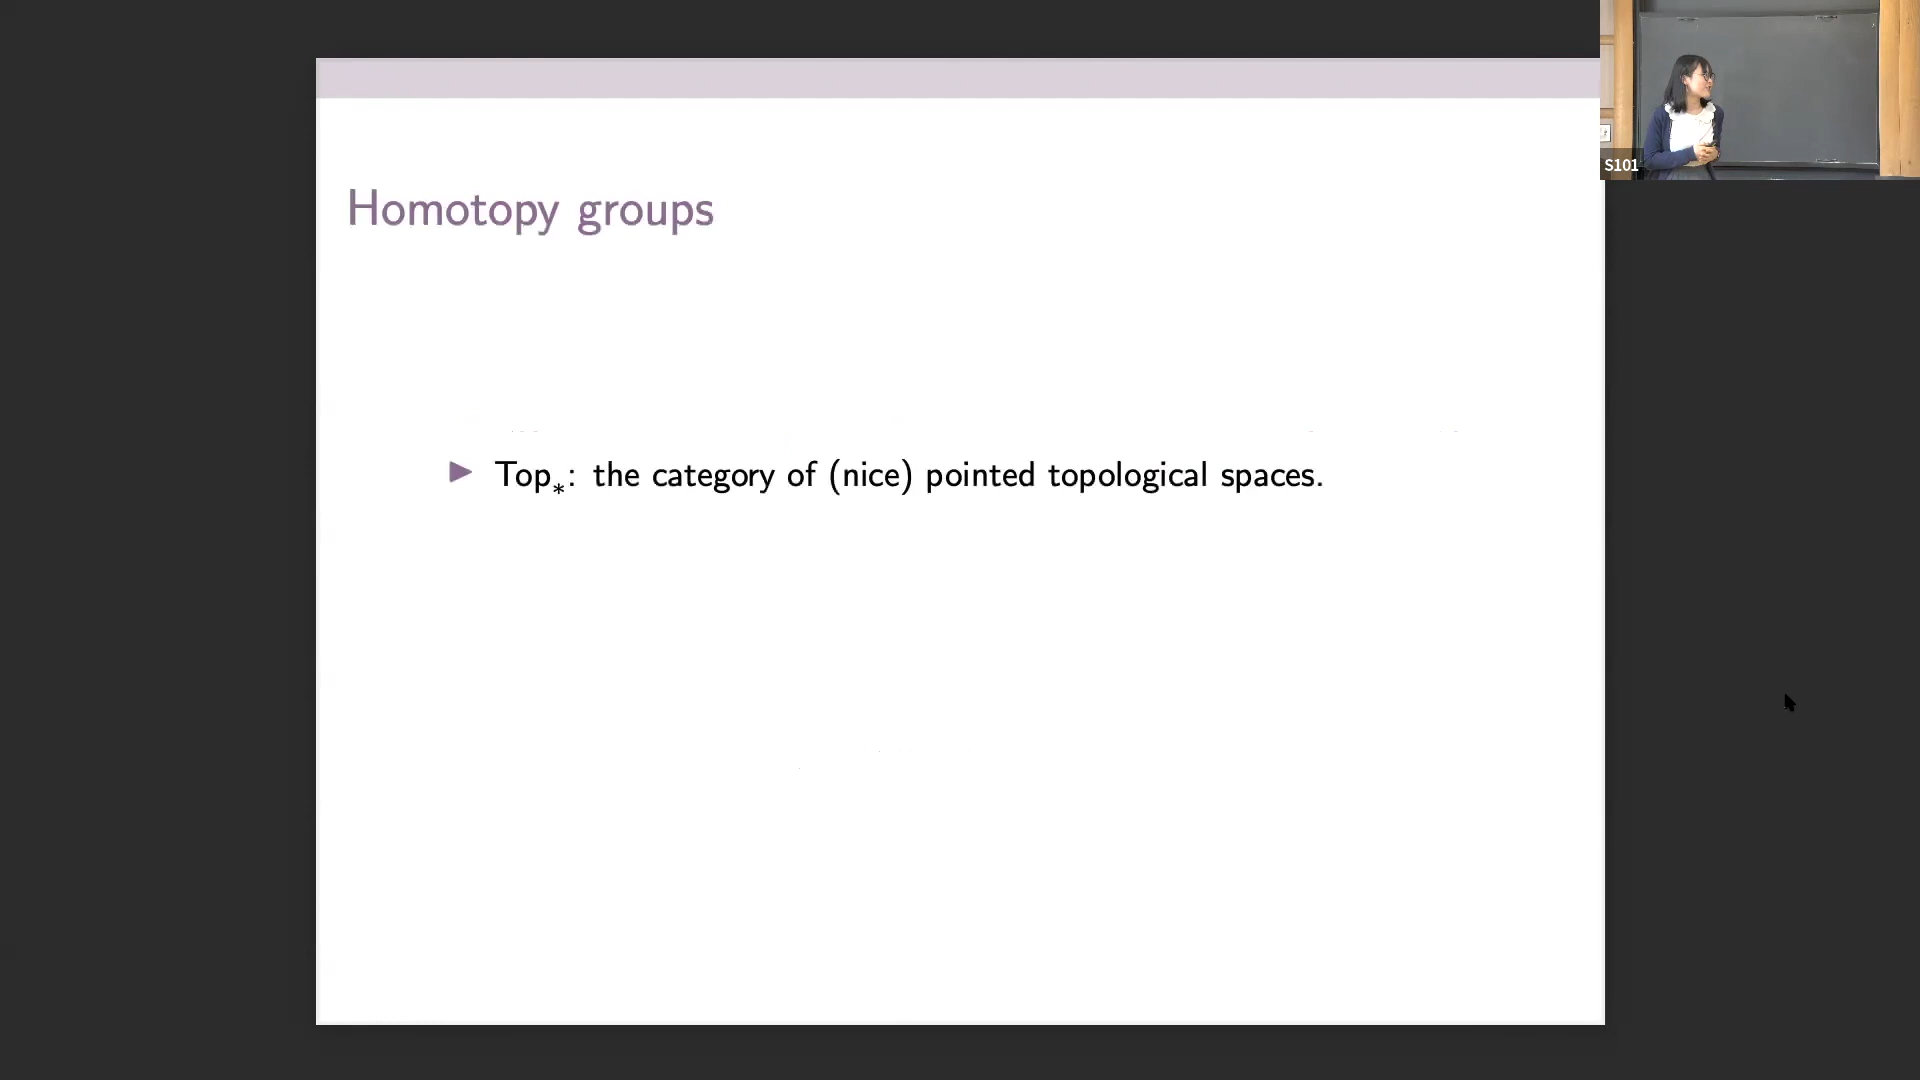 S101
Homotopy groups
▶ Top∗: the category of (nice) pointed topological spaces.